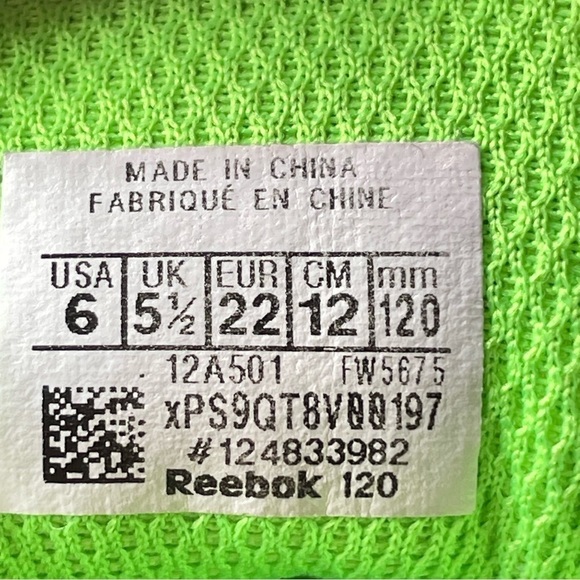 MADE IN CHINA
FABRIQUÉ EN CHINE
USA UK EUR CM mm
6 5½ 22 12 120
12A501 FW5675
xPS9QT8V00197
#124833982
Reebok 120